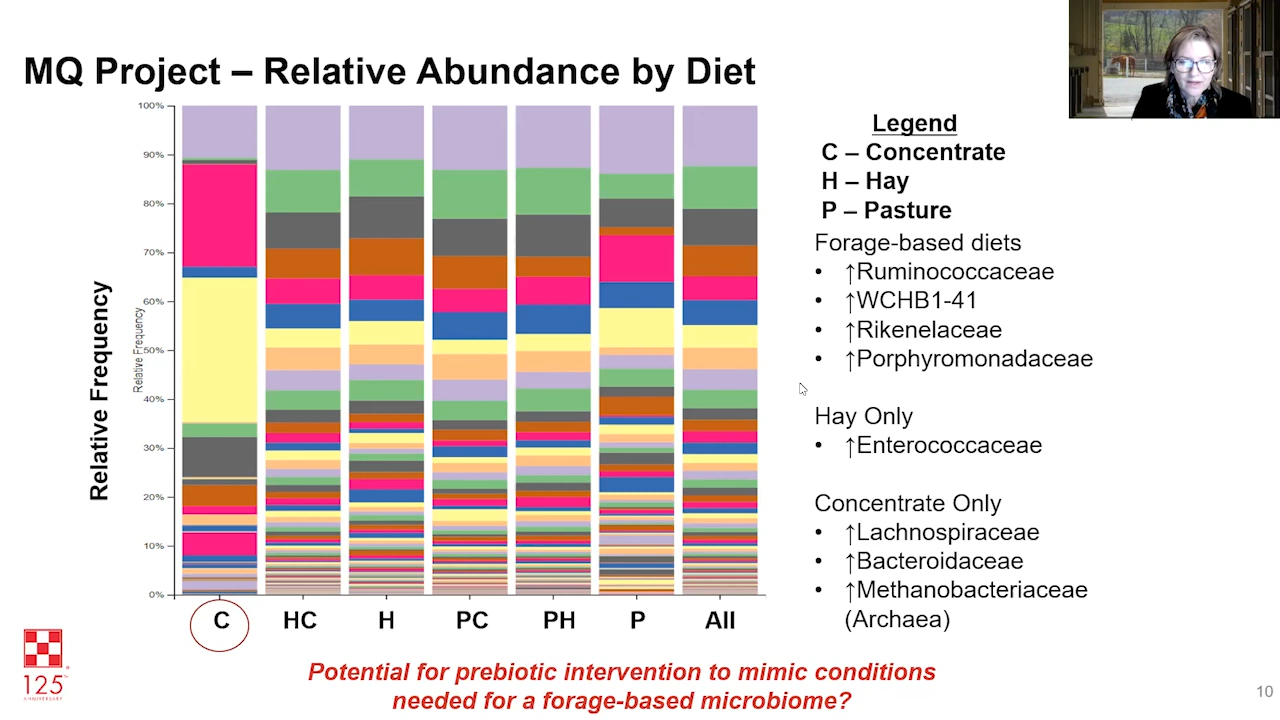 MQ Project – Relative Abundance by Diet
100%
90%
80%
70%
60%
50%
40%
30%
20%
10%
0%
Relative Frequency
Relative Frequency
C HC H PC PH P All
Legend
C – Concentrate
H – Hay
P – Pasture
Forage-based diets
• ↑Ruminococcaceae
• ↑WCHB1-41
• ↑Rikenelaceae
• ↑Porphyromonadaceae
Hay Only
• ↑Enterococcaceae
Concentrate Only
• ↑Lachnospiraceae
• ↑Bacteroidaceae
• ↑Methanobacteriaceae
(Archaea)
Potential for prebiotic intervention to mimic conditions
needed for a forage-based microbiome?
125
ANNIVERSARY
10